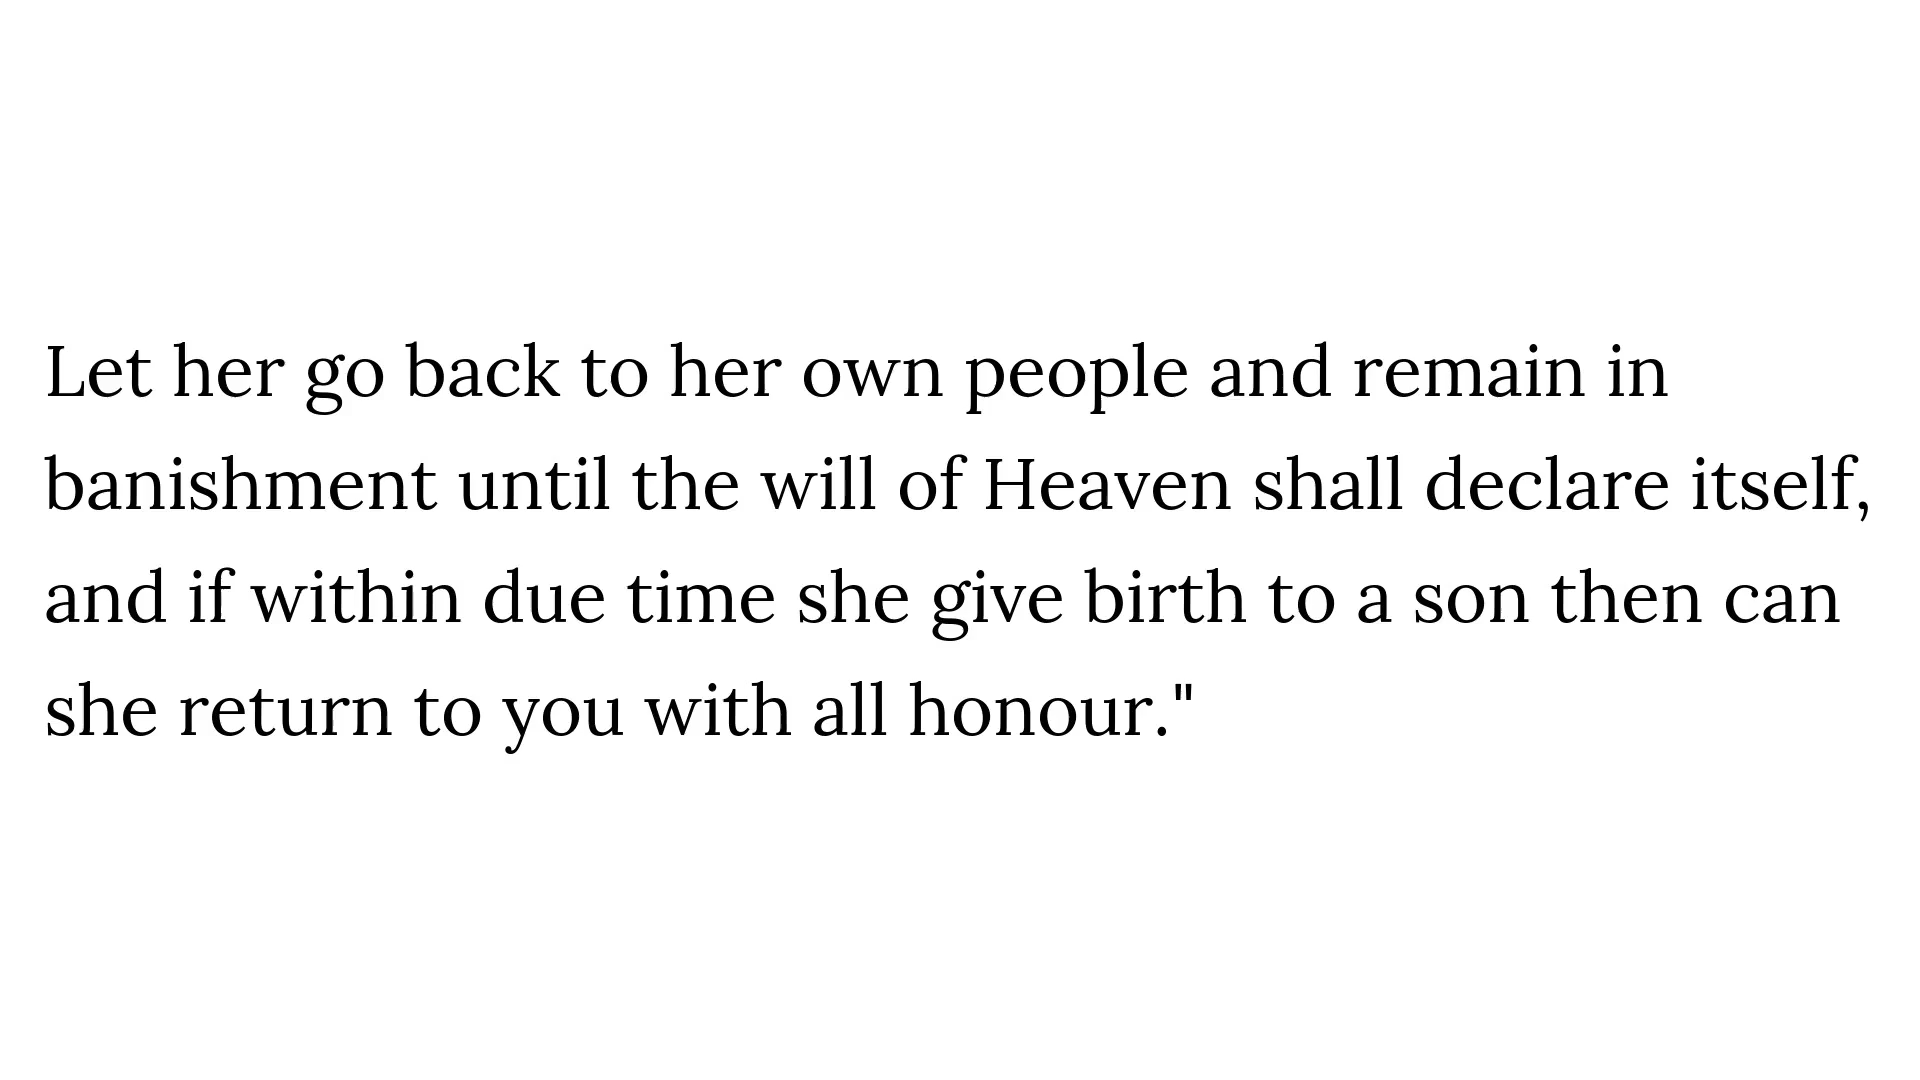 Let her go back to her own people and remain in
banishment until the will of Heaven shall declare itself,
and if within due time she give birth to a son then can
she return to you with all honour."